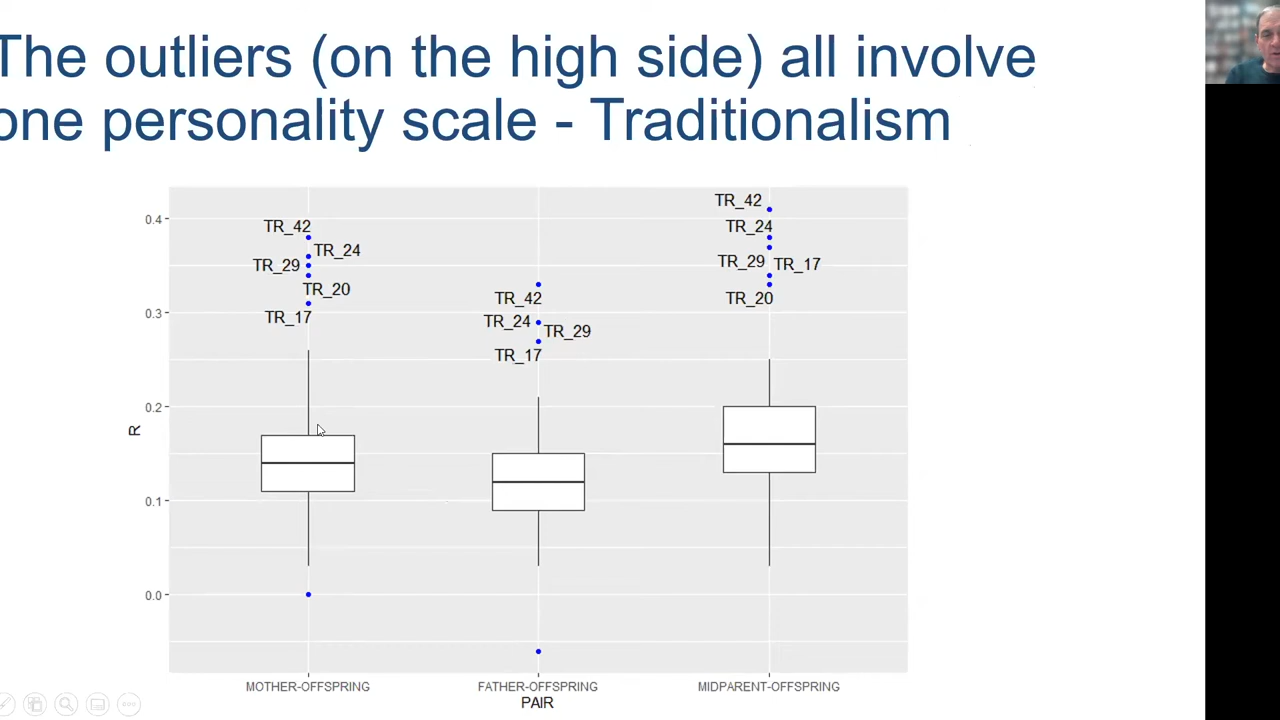 The outliers (on the high side) all involve
one personality scale - Traditionalism
TR_42
TR_24
TR_29
TR_20
TR_17
TR_42
TR_24
TR_29
TR_17
TR_42
TR_24
TR_29
TR_17
TR_20
0.4
0.3
0.2
0.1
0.0
R
MOTHER-OFFSPRING
FATHER-OFFSPRING
MIDPARENT-OFFSPRING
PAIR